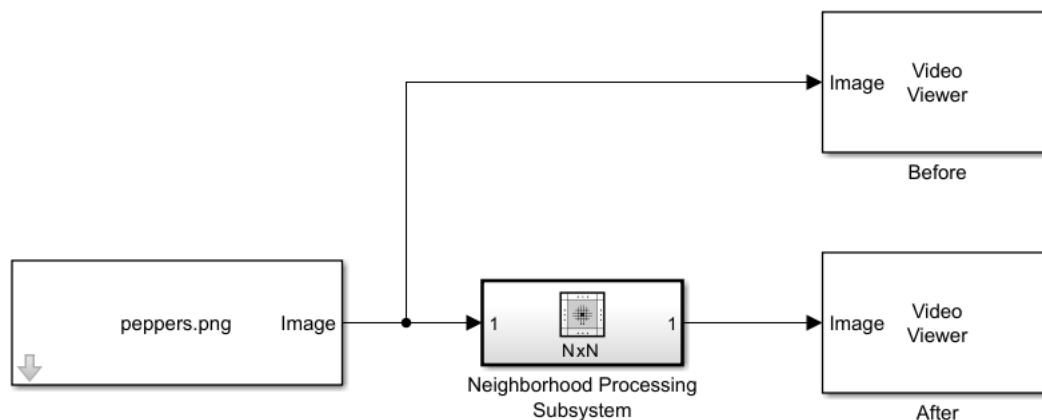 Image
Video
Viewer
Before
peppers.png
Image
1
NxN
1
Neighborhood Processing
Subsystem
Image
Video
Viewer
After